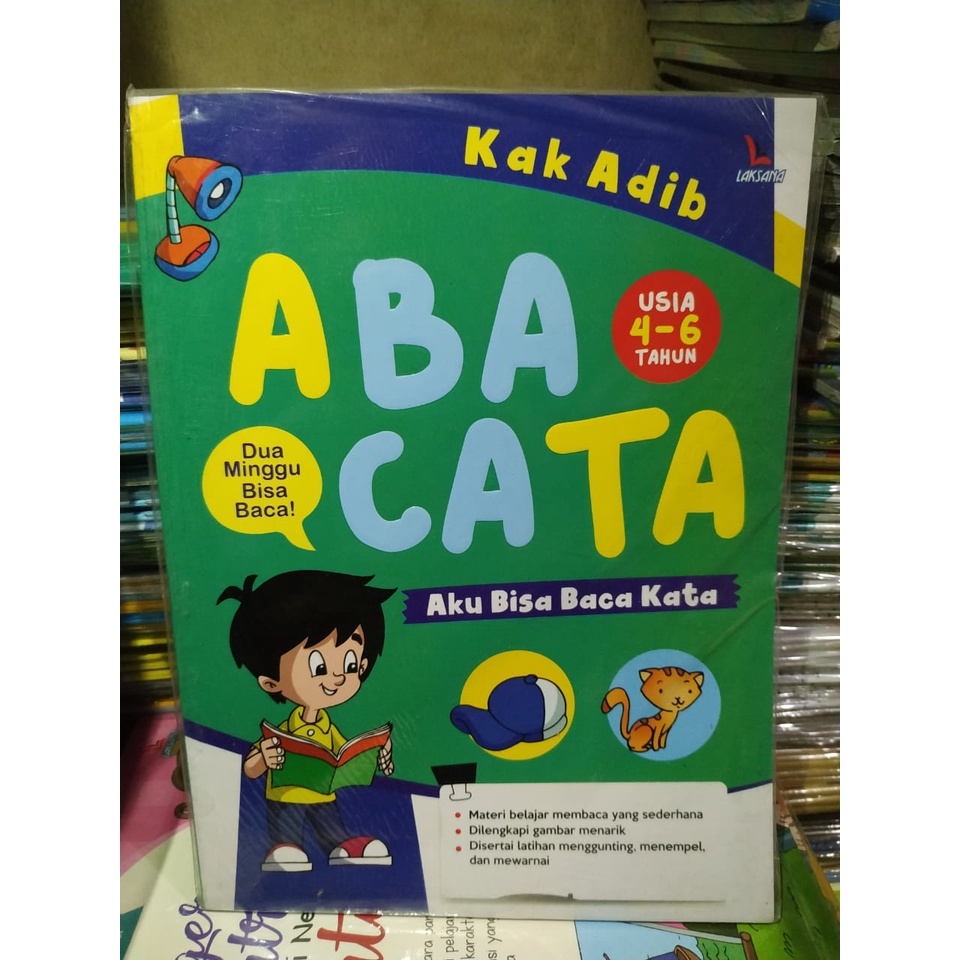 Kak Adib
LAKSANA
ABA
USIA
4-6
TAHUN
CATA
Dua
Minggu
Bisa
Baca!
Aku Bisa Baca Kata
• Materi belajar membaca yang sederhana
• Dilengkapi gambar menarik
• Disertai latihan menggunting, menempel,
dan mewarnai